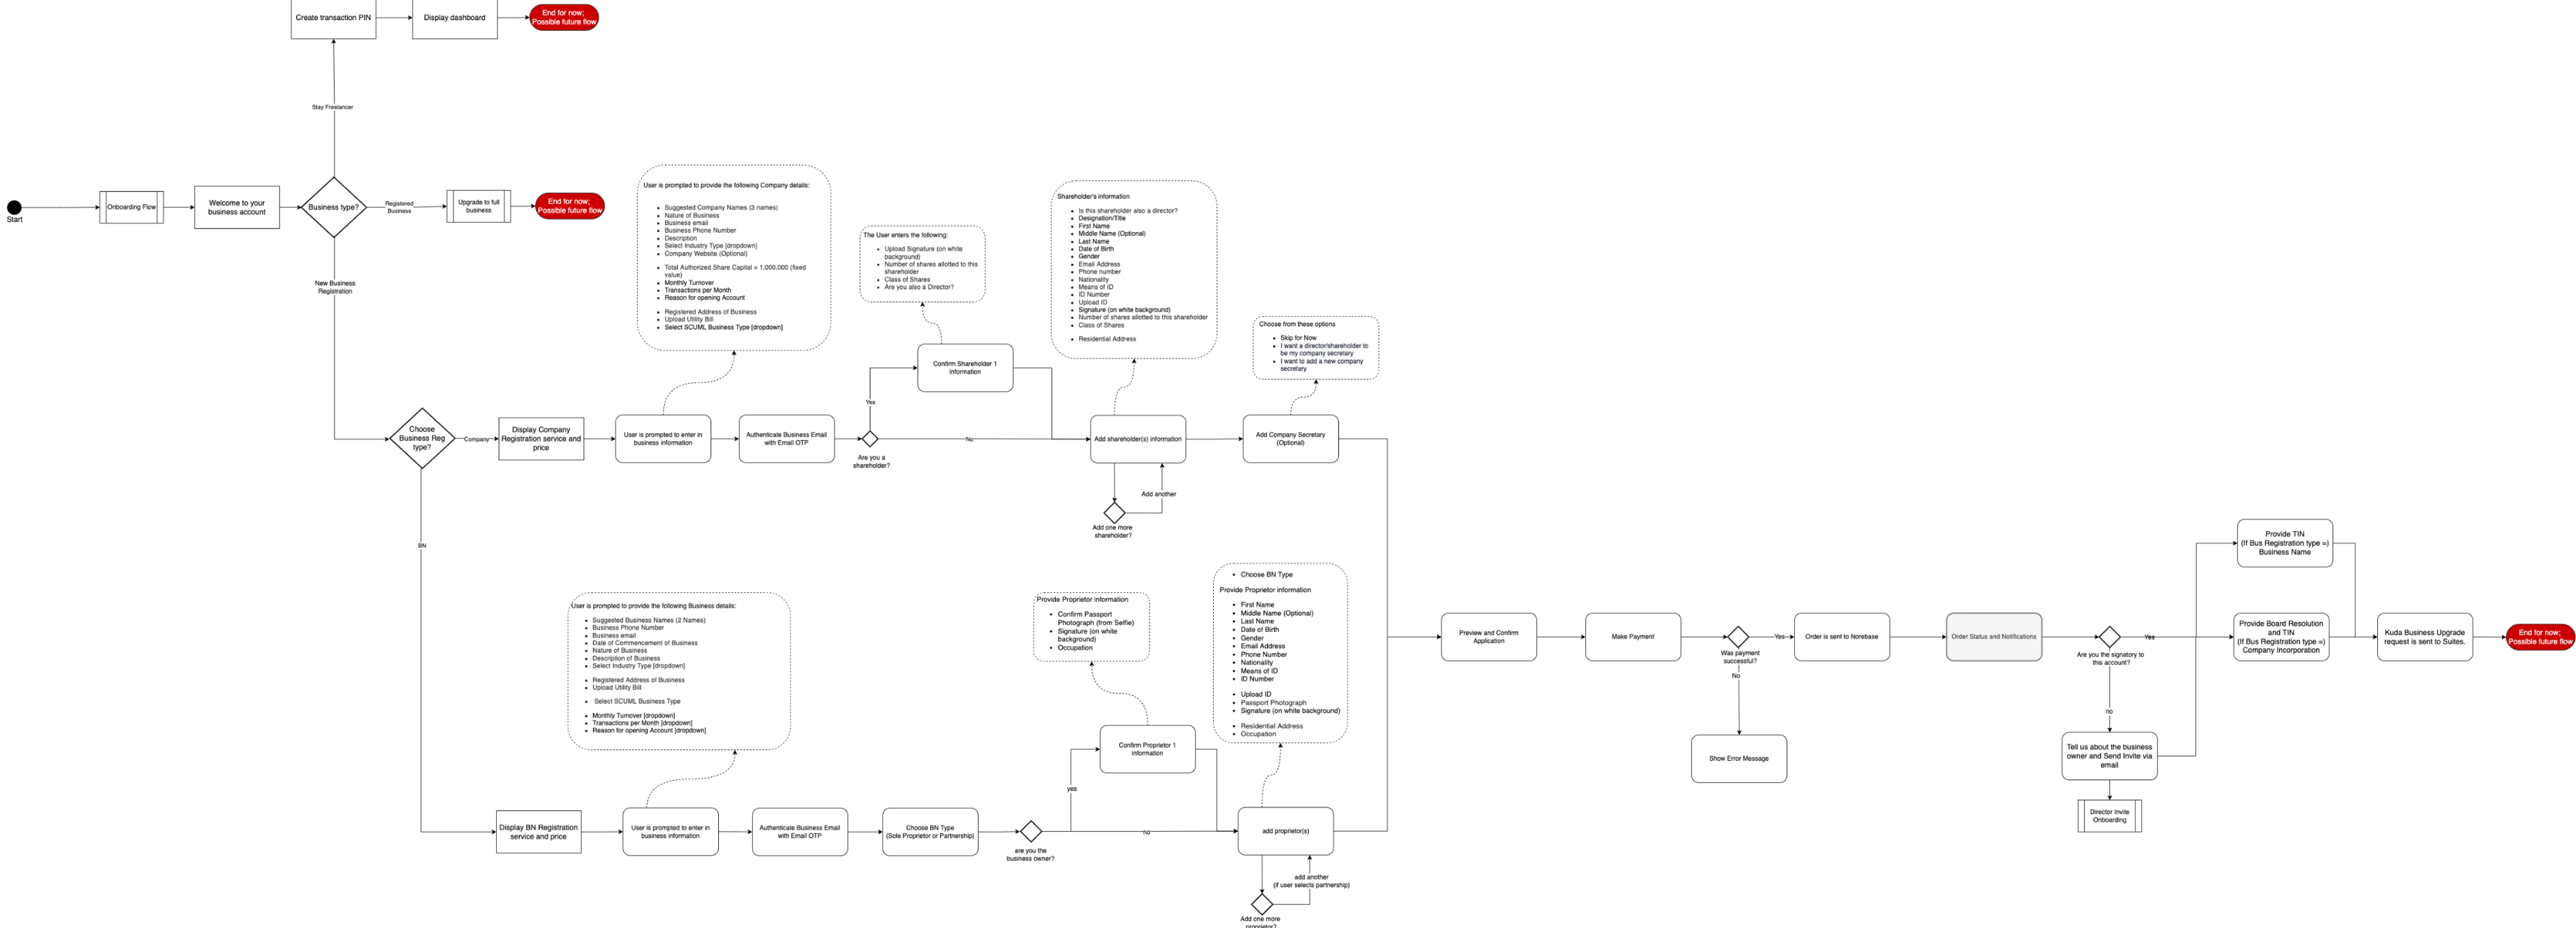 Create transaction PIN
Display dashboard
End for now;
Possible future flow
Stay Freelancer
Start
Onboarding Flow
Welcome to your
business account
Business type?
Registered
Business
Upgrade to full
business
End for now;
Possible future flow
New Business
Registration
User is prompted to provide the following Company details:
• Suggested Company Names (3 names)
• Nature of Business
• Business email
• Business Phone Number
• Description
• Select Industry Type [dropdown]
• Company Website (Optional)
• Total Authorized Share Capital = 1,000,000 (fixed
value)
• Monthly Turnover
• Transactions per Month
• Reason for opening Account
• Registered Address of Business
• Upload Utility Bill
• Select SCUML Business Type [dropdown]
The User enters the following:
• Upload Signature (on white
background)
• Number of shares allotted to this
shareholder
• Class of Shares
• Are you also a Director?
Shareholder's information
• Is this shareholder also a director?
• Designation/Title
• First Name
• Middle Name (Optional)
• Last Name
• Date of Birth
• Gender
• Email Address
• Phone number
• Nationality
• Means of ID
• ID Number
• Upload ID
• Signature (on white background)
• Number of shares allotted to this shareholder
• Class of Shares
• Residential Address
Choose from these options
• Skip for Now
• I want a director/shareholder to
be my company secretary
• I want to add a new company
secretary
Confirm Shareholder 1
information
Yes
Choose
Business Reg
type?
Company
Display Company
Registration service and
price
User is prompted to enter in
business information
Authenticate Business Email
with Email OTP
Are you a
shareholder?
No
Add shareholder(s) information
Add Company Secretary
(Optional)
Add another
Add one more
shareholder?
BN
User is prompted to provide the following Business details:
• Suggested Business Names (2 Names)
• Business Phone Number
• Business email
• Date of Commencement of Business
• Nature of Business
• Description of Business
• Select Industry Type [dropdown]
• Registered Address of Business
• Upload Utility Bill
• Select SCUML Business Type
• Monthly Turnover [dropdown]
• Transactions per Month [dropdown]
• Reason for opening Account [dropdown]
Provide Proprietor information
• Confirm Passport
Photograph (from Selfie)
• Signature (on white
background)
• Occupation
• Choose BN Type
Provide Proprietor information
• First Name
• Middle Name (Optional)
• Last Name
• Date of Birth
• Gender
• Email Address
• Phone Number
• Nationality
• Means of ID
• ID Number
• Upload ID
• Passport Photograph
• Signature (on white background)
• Residential Address
• Occupation
Confirm Proprietor 1
information
yes
Display BN Registration
service and price
User is prompted to enter in
business information
Authenticate Business Email
with Email OTP
Choose BN Type
(Sole Proprietor or Partnership)
are you the
business owner?
no
add proprietor(s)
add another
(if user selects partnership)
Add one more
proprietor?
Preview and Confirm
Application
Make Payment
Was payment
successful?
Yes
No
Show Error Message
Order is sent to Norebase
Order Status and Notifications
Are you the signatory to
this account?
Yes
no
Tell us about the business
owner and Send Invite via
email
Director Invite
Onboarding
Provide TIN
(If Bus Registration type =)
Business Name
Provide Board Resolution
and TIN
(If Bus Registration type =)
Company Incorporation
Kuda Business Upgrade
request is sent to Suites.
End for now;
Possible future flow